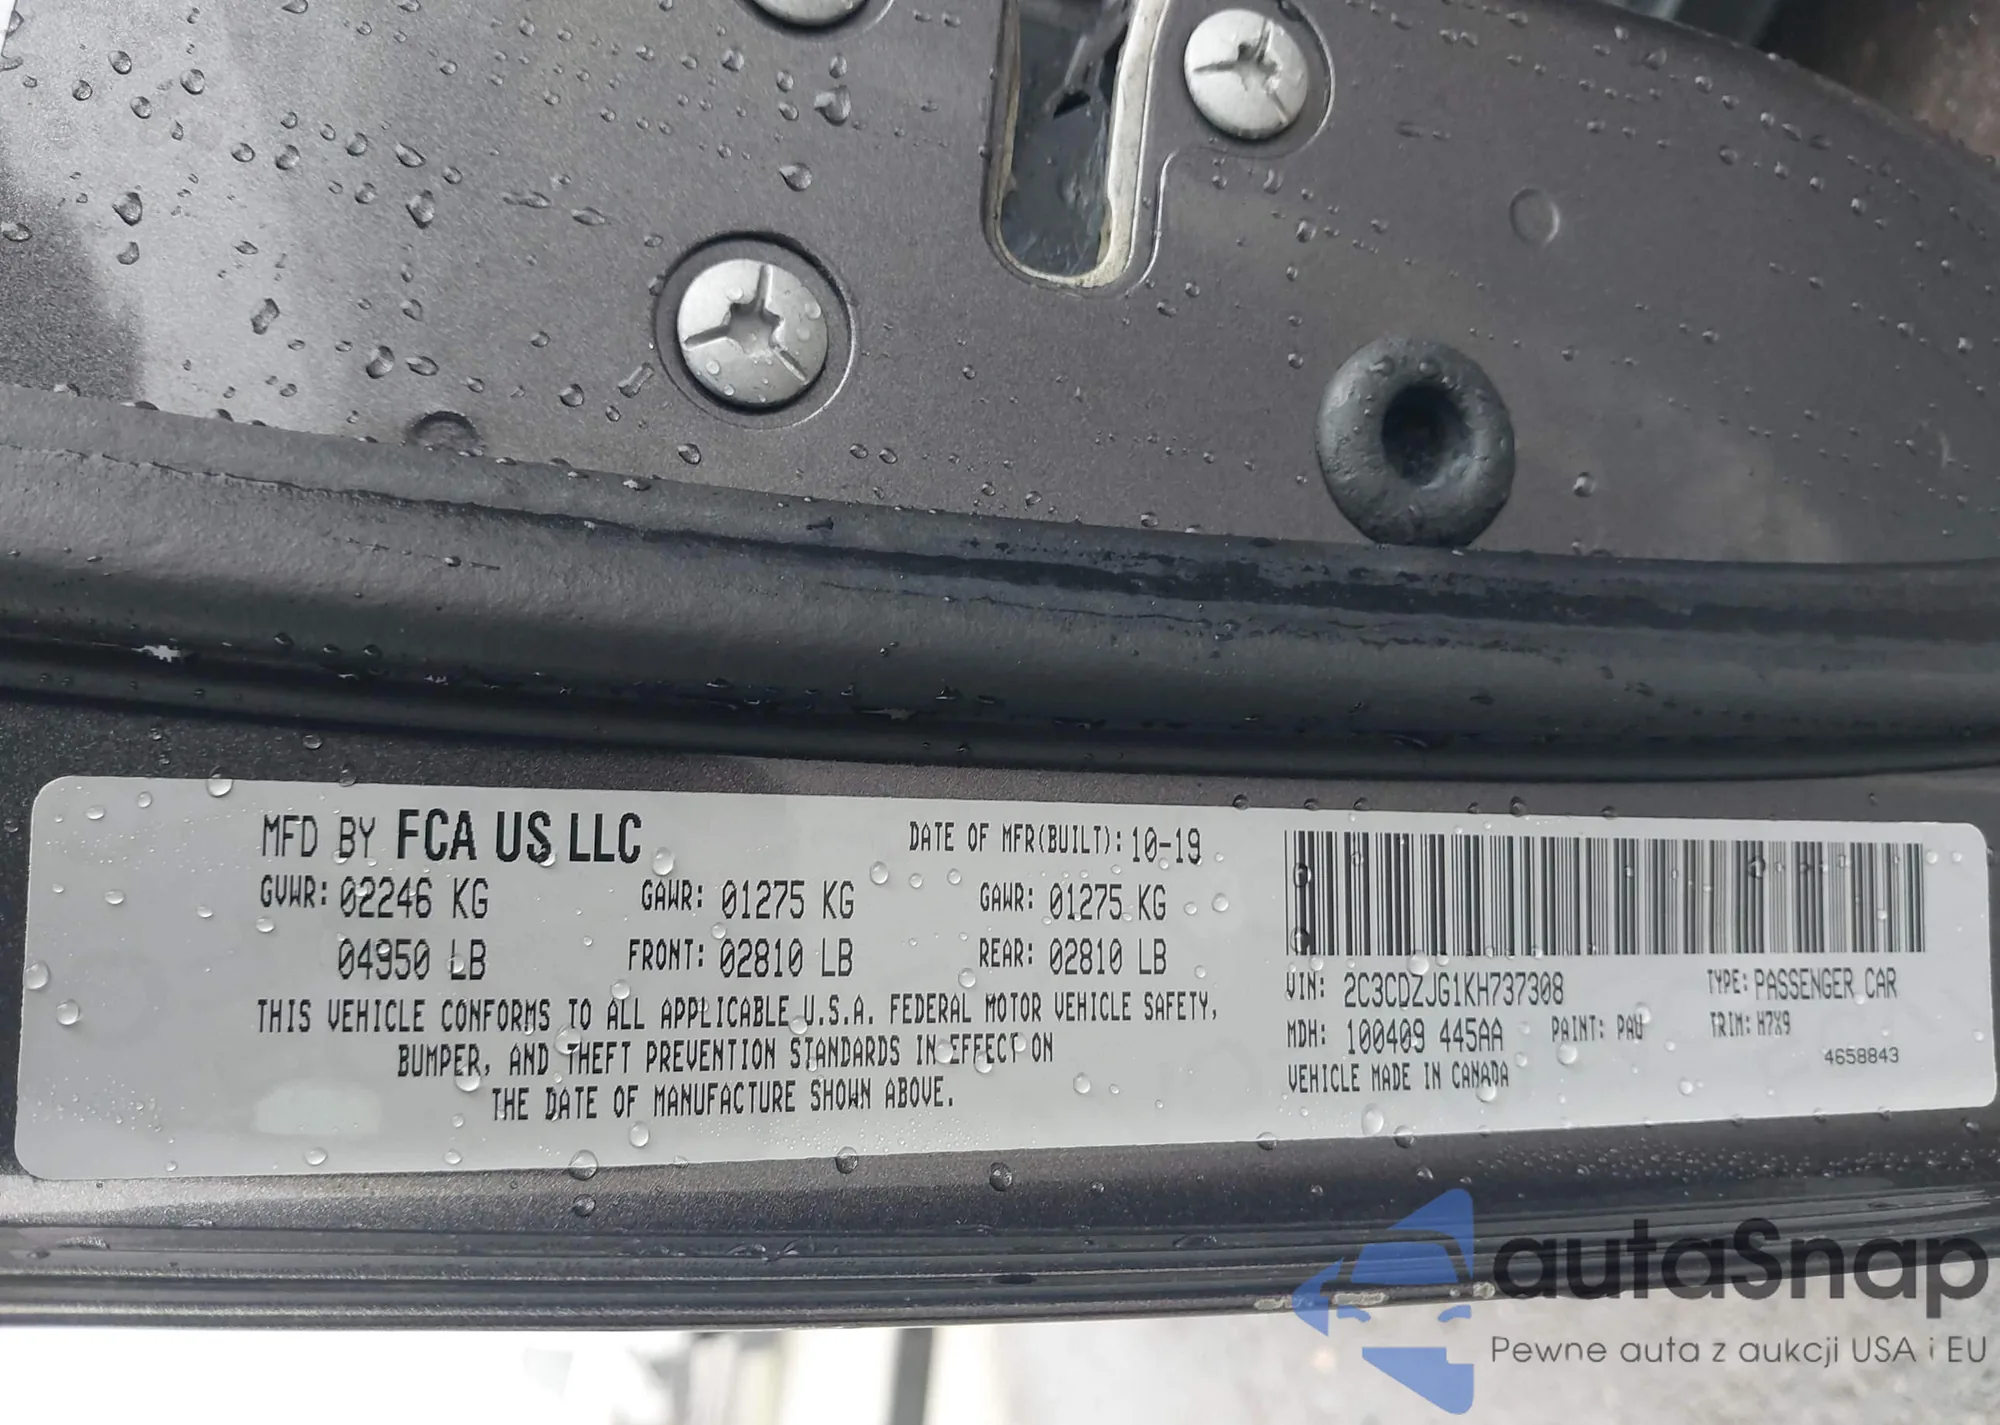 MFD BY FCA US LLC DATE OF MFR(BUILT): 10-19
GVWR: 02246 KG GAWR: 01275 KG GAWR: 01275 KG
04950 LB FRONT: 02810 LB REAR: 02810 LB
THIS VEHICLE CONFORMS TO ALL APPLICABLE U.S.A. FEDERAL MOTOR VEHICLE SAFETY,
BUMPER, AND THEFT PREVENTION STANDARDS IN EFFECT ON
THE DATE OF MANUFACTURE SHOWN ABOVE.
VIN: 2C3CDZJG1KH737308 TYPE: PASSENGER CAR
MDH: 100409 445AA PAINT: PAU TRIM: H7X9
VEHICLE MADE IN CANADA 4658843
autaSnap
Pewne auta z aukcji USA i EU